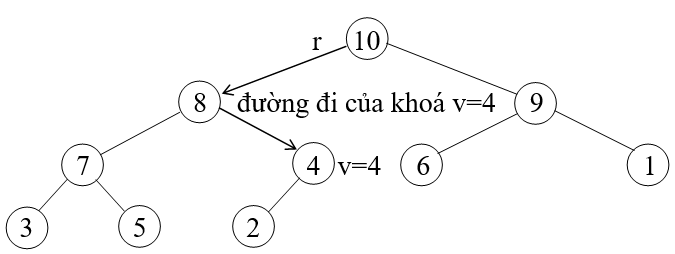 r 10
8 đường đi của khoá v=4 9
7 4 v=4 6 1
3 5 2